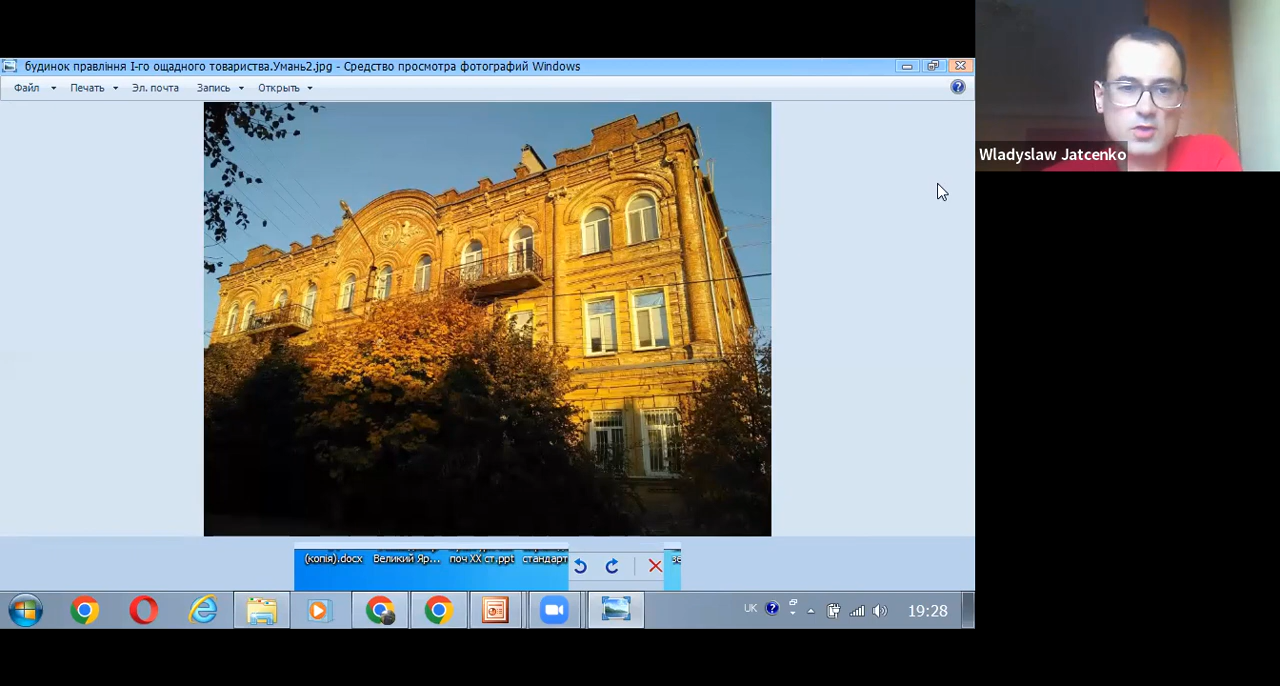 будинок правління І-го ощадного товариства.Умань2.jpg - Средство просмотра фотографий Windows
Файл Печать Эл. почта Запись Открыть
Wladyslaw Jatcenko
(копія).docx Великий Яр... поч XX ст.ppt стандарт
UK 19:28